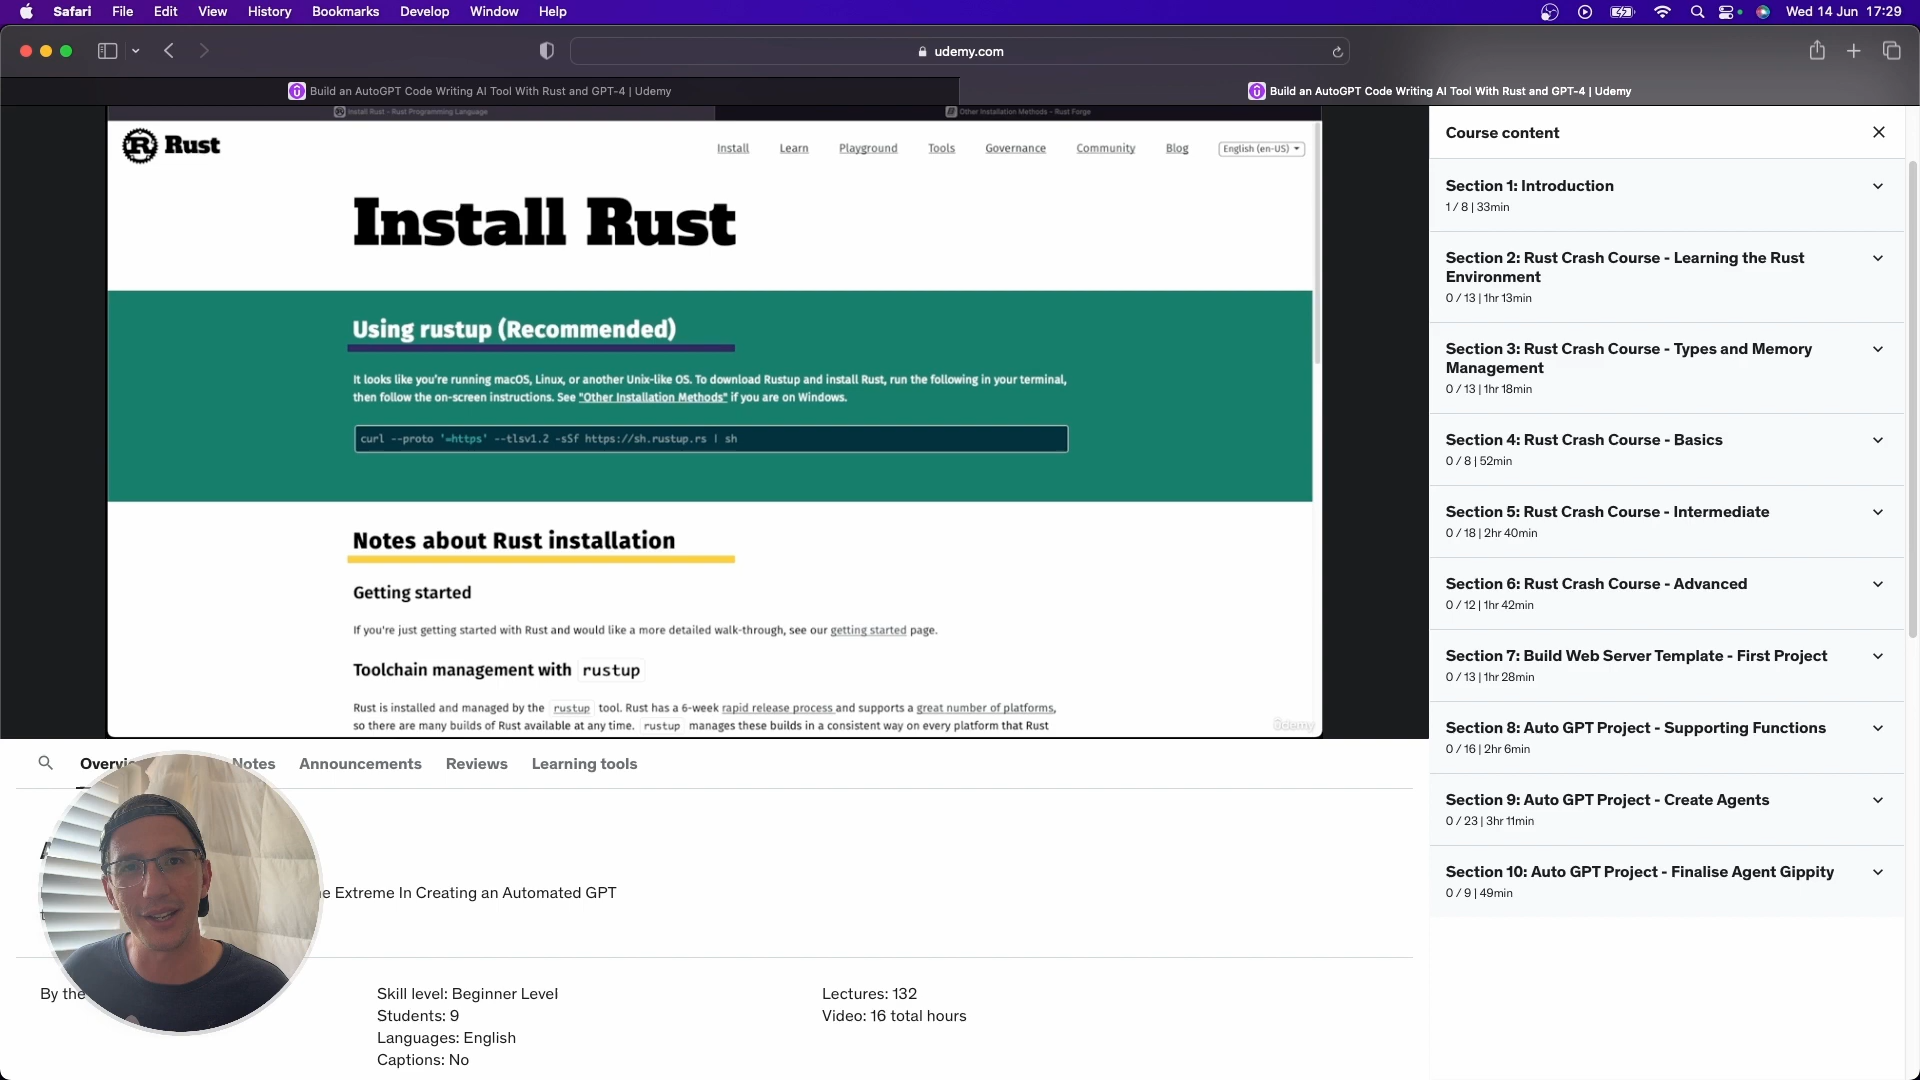 Safari File Edit View History Bookmarks Develop Window Help Wed 14 Jun 17:29
udemy.com
Build an AutoGPT Code Writing AI Tool With Rust and GPT-4 | Udemy
Build an AutoGPT Code Writing AI Tool With Rust and GPT-4 | Udemy
Install Rust - Rust Programming Language
Other Installation Methods - Rust Forge
Rust
Install Learn Playground Tools Governance Community Blog English (en-US)
Install Rust
Using rustup (Recommended)
It looks like you're running macOS, Linux, or another Unix-like OS. To download Rustup and install Rust, run the following in your terminal,
then follow the on-screen instructions. See "Other Installation Methods" if you are on Windows.
curl --proto '=https' --tlsv1.2 -sSf https://sh.rustup.rs | sh
Notes about Rust installation
Getting started
If you're just getting started with Rust and would like a more detailed walk-through, see our getting started page.
Toolchain management with rustup
Rust is installed and managed by the rustup tool. Rust has a 6-week rapid release process and supports a great number of platforms,
so there are many builds of Rust available at any time. rustup manages these builds in a consistent way on every platform that Rust
udemy
Course content
Section 1: Introduction
1 / 8 | 33min
Section 2: Rust Crash Course - Learning the Rust
Environment
0 / 13 | 1hr 13min
Section 3: Rust Crash Course - Types and Memory
Management
0 / 13 | 1hr 18min
Section 4: Rust Crash Course - Basics
0 / 8 | 52min
Section 5: Rust Crash Course - Intermediate
0 / 18 | 2hr 40min
Section 6: Rust Crash Course - Advanced
0 / 12 | 1hr 42min
Section 7: Build Web Server Template - First Project
0 / 13 | 1hr 28min
Section 8: Auto GPT Project - Supporting Functions
0 / 16 | 2hr 6min
Section 9: Auto GPT Project - Create Agents
0 / 23 | 3hr 11min
Section 10: Auto GPT Project - Finalise Agent Gippity
0 / 9 | 49min
Notes Announcements Reviews Learning tools
Extreme In Creating an Automated GPT
By the
Skill level: Beginner Level
Students: 9
Languages: English
Captions: No
Lectures: 132
Video: 16 total hours